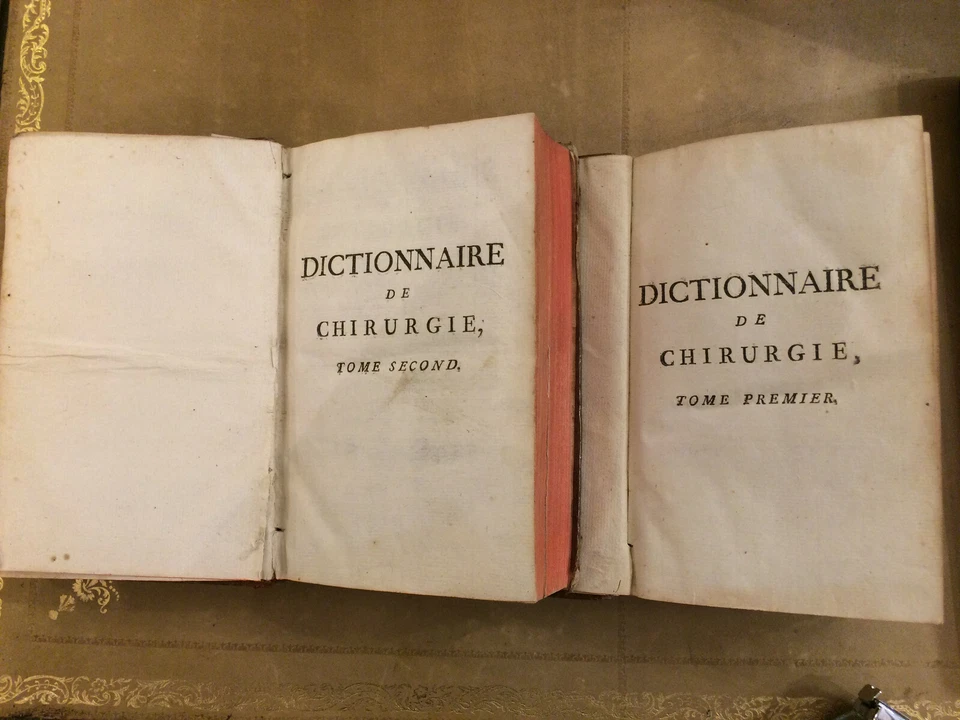 DICTIONNAIRE
DE
CHIRURGIE,
TOME SECOND.
DICTIONNAIRE
DE
CHIRURGIE,
TOME PREMIER.